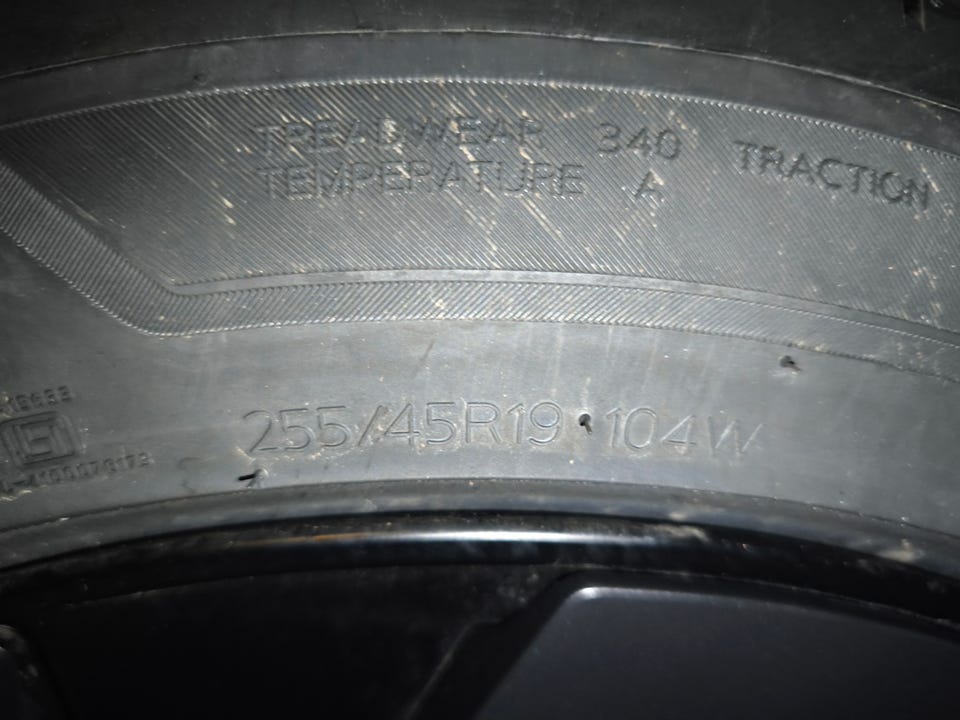 TREADWEAR 340 TRACTION
TEMPERATURE A
255/45R19 104W